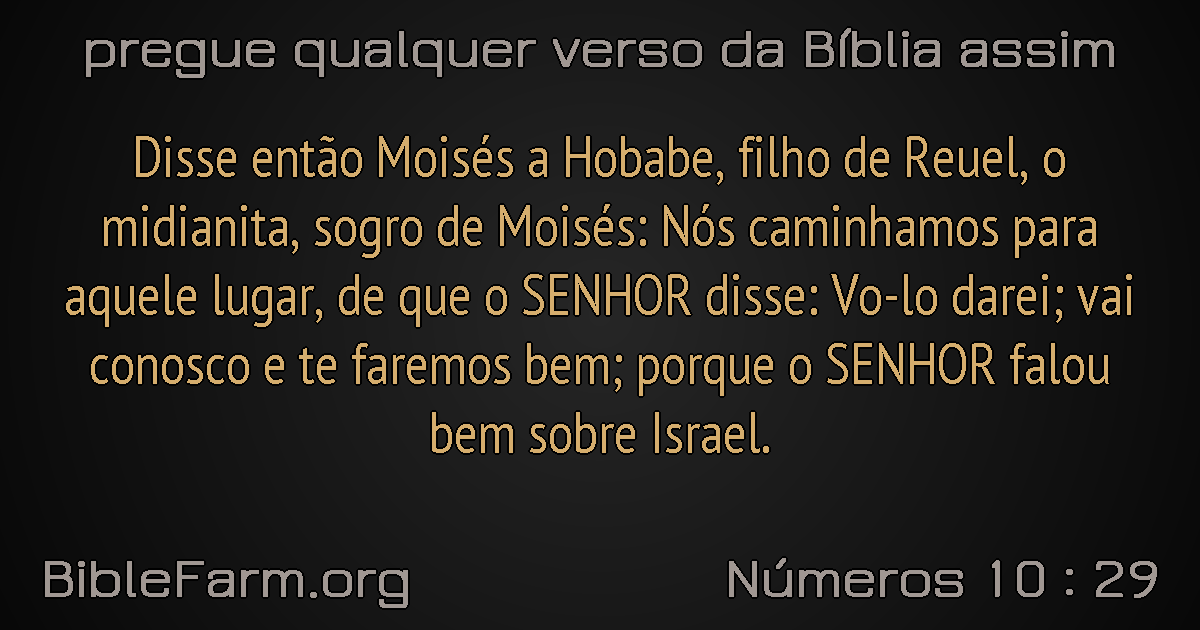 pregue qualquer verso da Bíblia assim
Disse então Moisés a Hobabe, filho de Reuel, o
midianita, sogro de Moisés: Nós caminhamos para
aquele lugar, de que o SENHOR disse: Vo-lo darei; vai
conosco e te faremos bem; porque o SENHOR falou
bem sobre Israel.
BibleFarm.org
Números 10 : 29